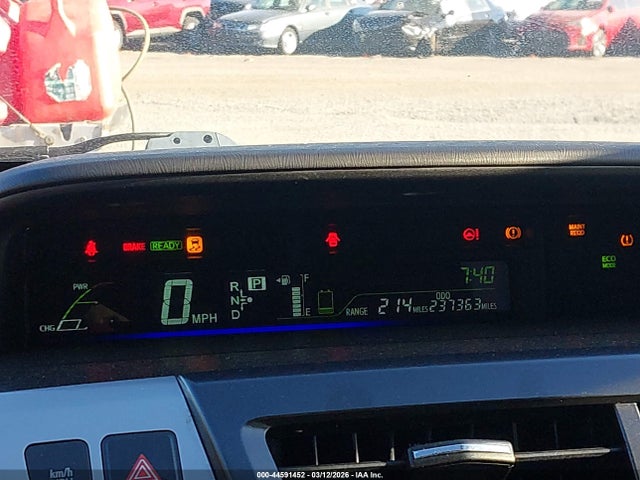 BRAKE READY MAINT REQD
ECO MODE
PWR
CHG
0 MPH
R
N
D
P
F
E
7:40
ODO
RANGE 214 MILES 237363 MILES
km/h
000-44591452 - 03/12/2026 - IAA Inc.